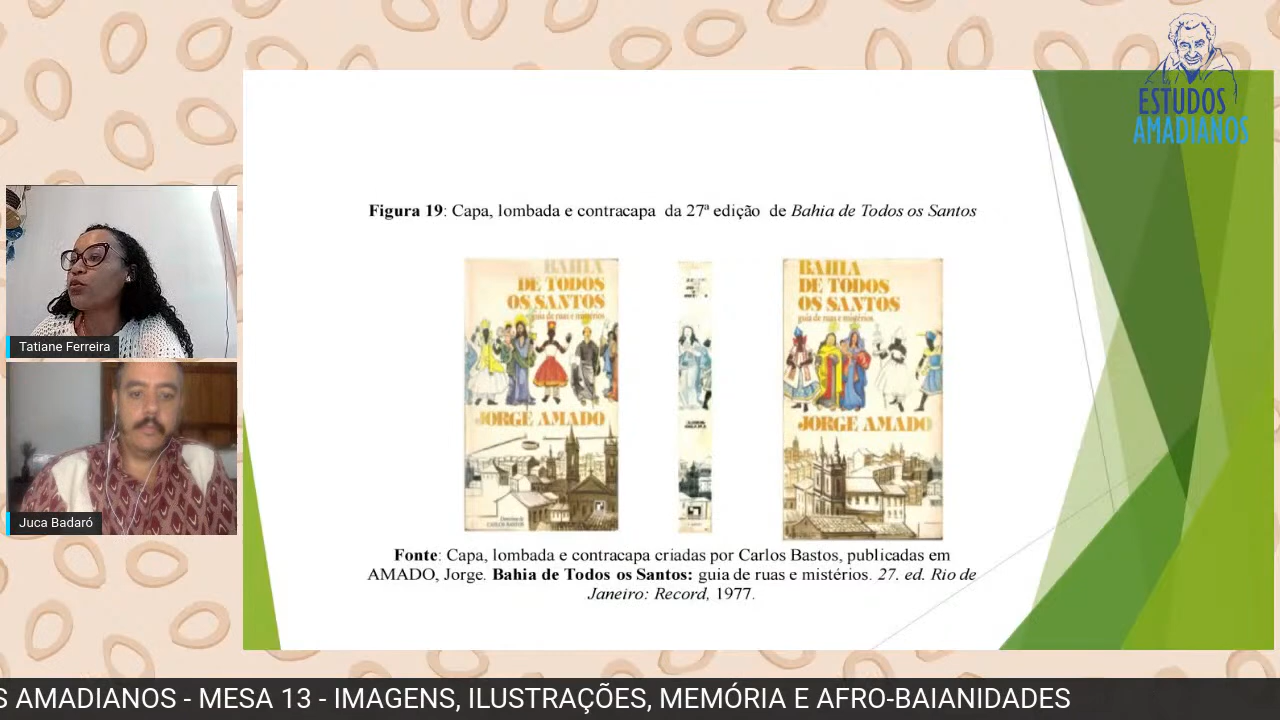 ESTUDOS
AMADIANOS
Figura 19: Capa, lombada e contracapa da 27ª edição de Bahia de Todos os Santos
BAHIA
DE TODOS
OS SANTOS
guia de ruas e mistérios
JORGE AMADO
CARLOS BASTOS
BAHIA
DE TODOS
OS SANTOS
guia de ruas e mistérios
JORGE AMADO
Fonte: Capa, lombada e contracapa criadas por Carlos Bastos, publicadas em
AMADO, Jorge. Bahia de Todos os Santos: guia de ruas e mistérios. 27. ed. Rio de
Janeiro: Record, 1977.
Tatiane Ferreira
Juca Badaró
S AMADIANOS - MESA 13 - IMAGENS, ILUSTRAÇÕES, MEMÓRIA E AFRO-BAIANIDADES